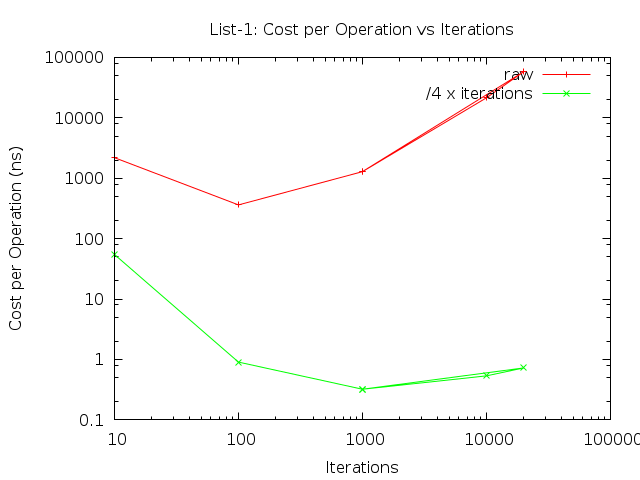 List-1: Cost per Operation vs Iterations
100000
raw
/4 x iterations
10000
1000
100
10
1
0.1
Cost per Operation (ns)
10 100 1000 10000 100000
Iterations